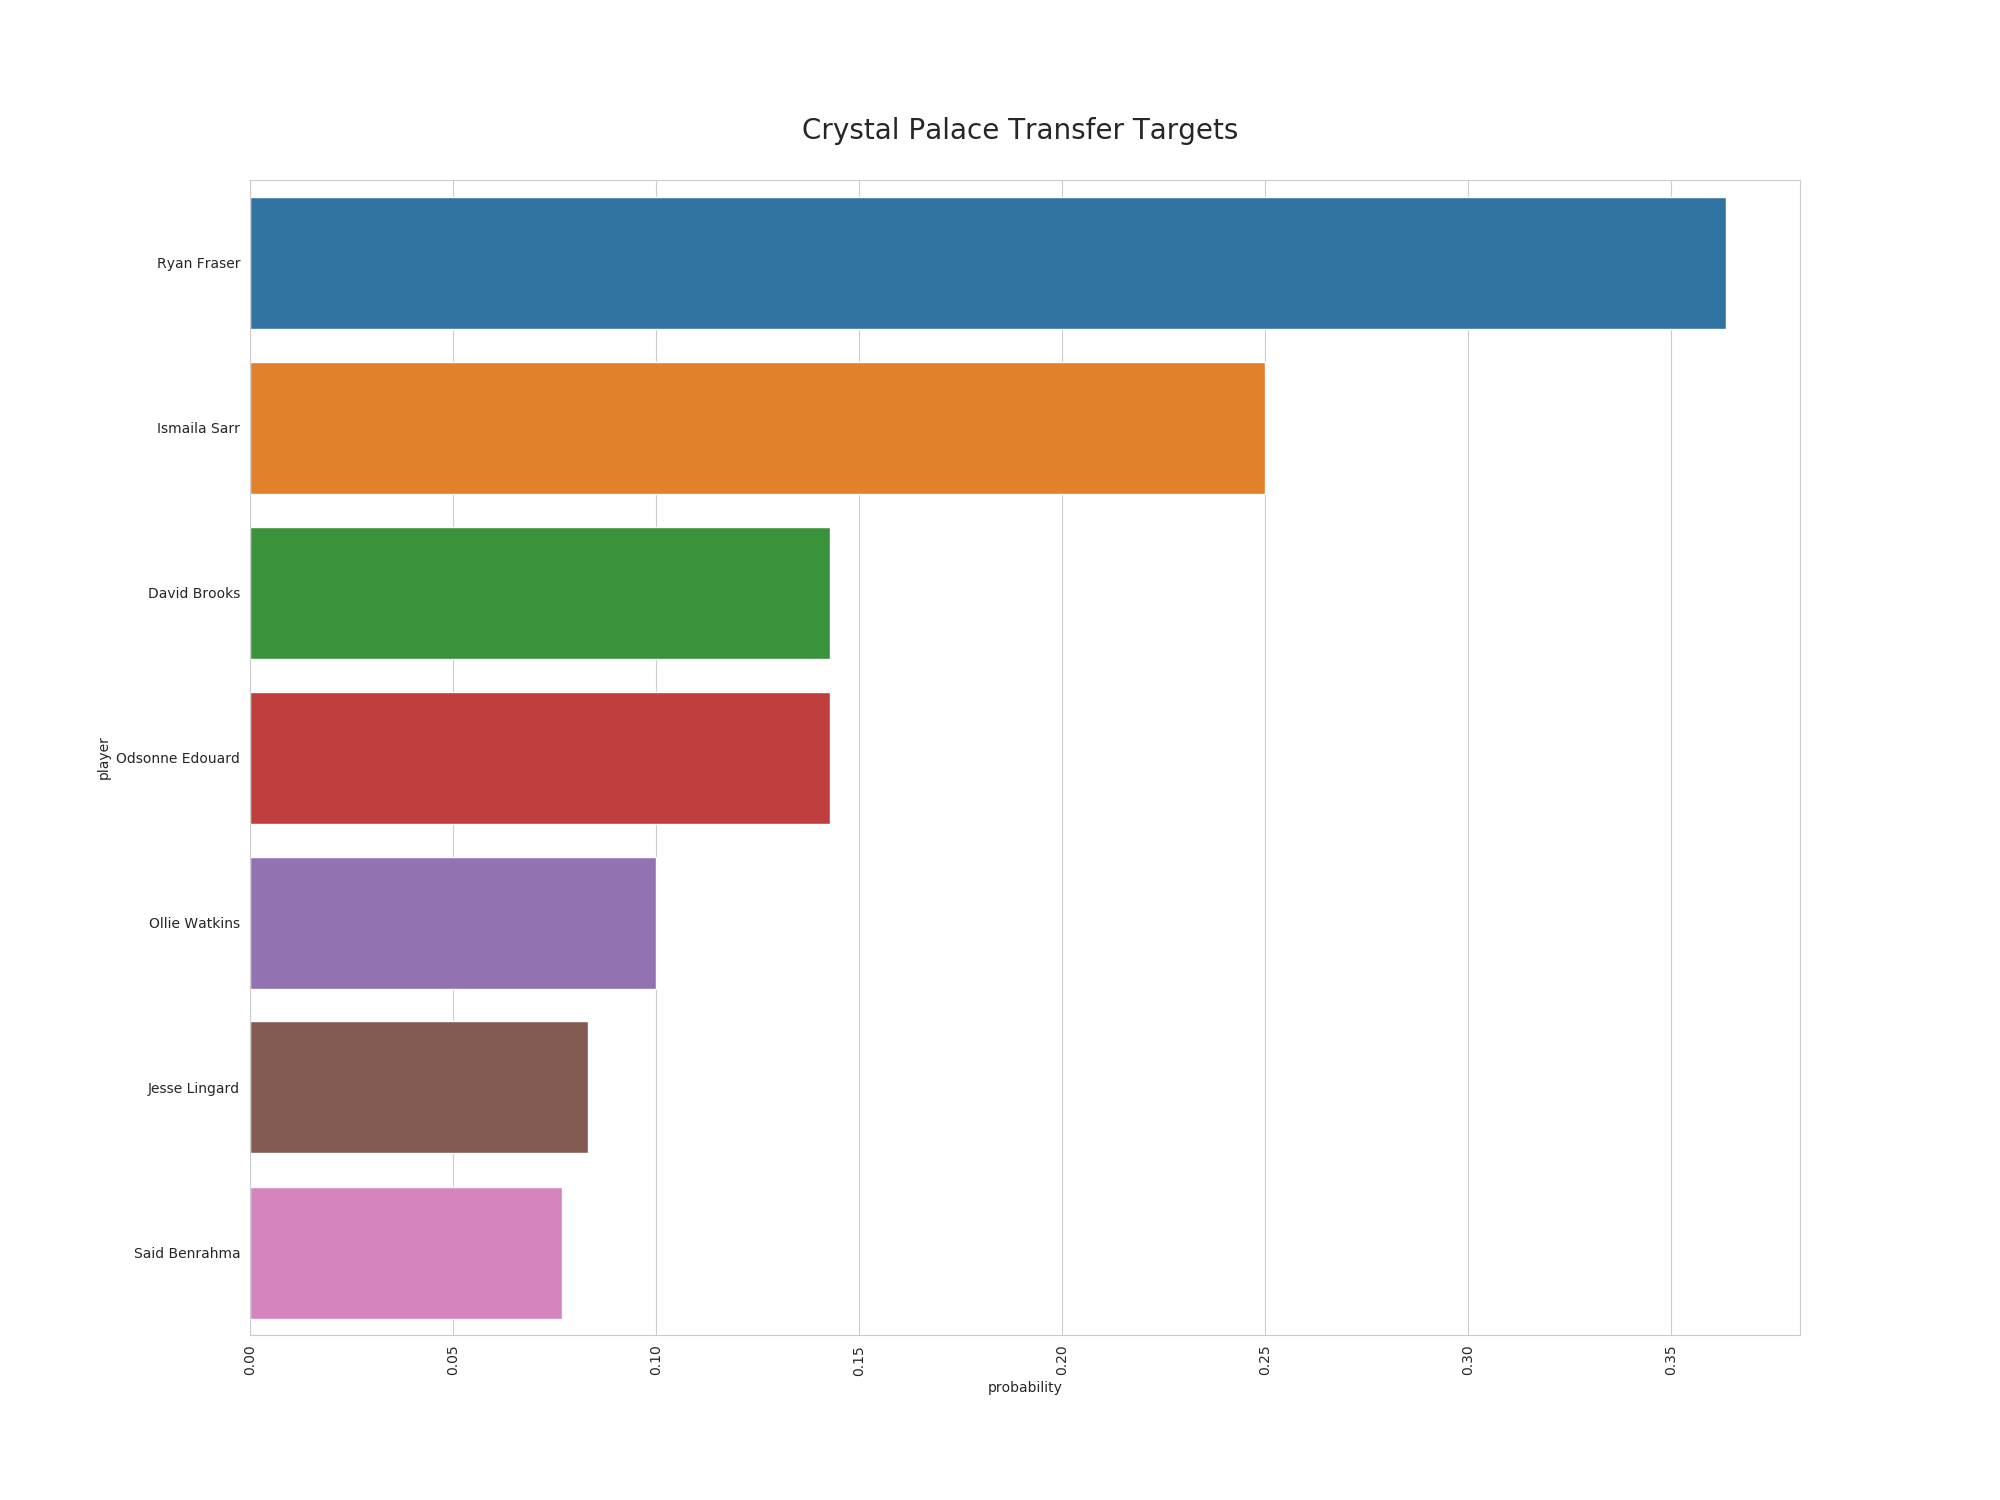 Crystal Palace Transfer Targets
Ryan Fraser
Ismaila Sarr
David Brooks
Odsonne Edouard
Ollie Watkins
Jesse Lingard
Said Benrahma
player
0.00 0.05 0.10 0.15 0.20 0.25 0.30 0.35
probability